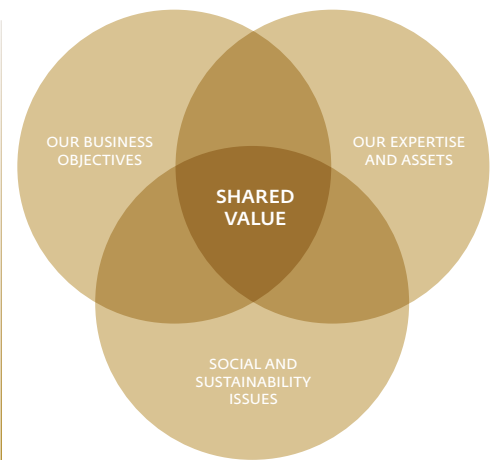 OUR BUSINESS
OBJECTIVES
OUR EXPERTISE
AND ASSETS
SHARED
VALUE
SOCIAL AND
SUSTAINABILITY
ISSUES